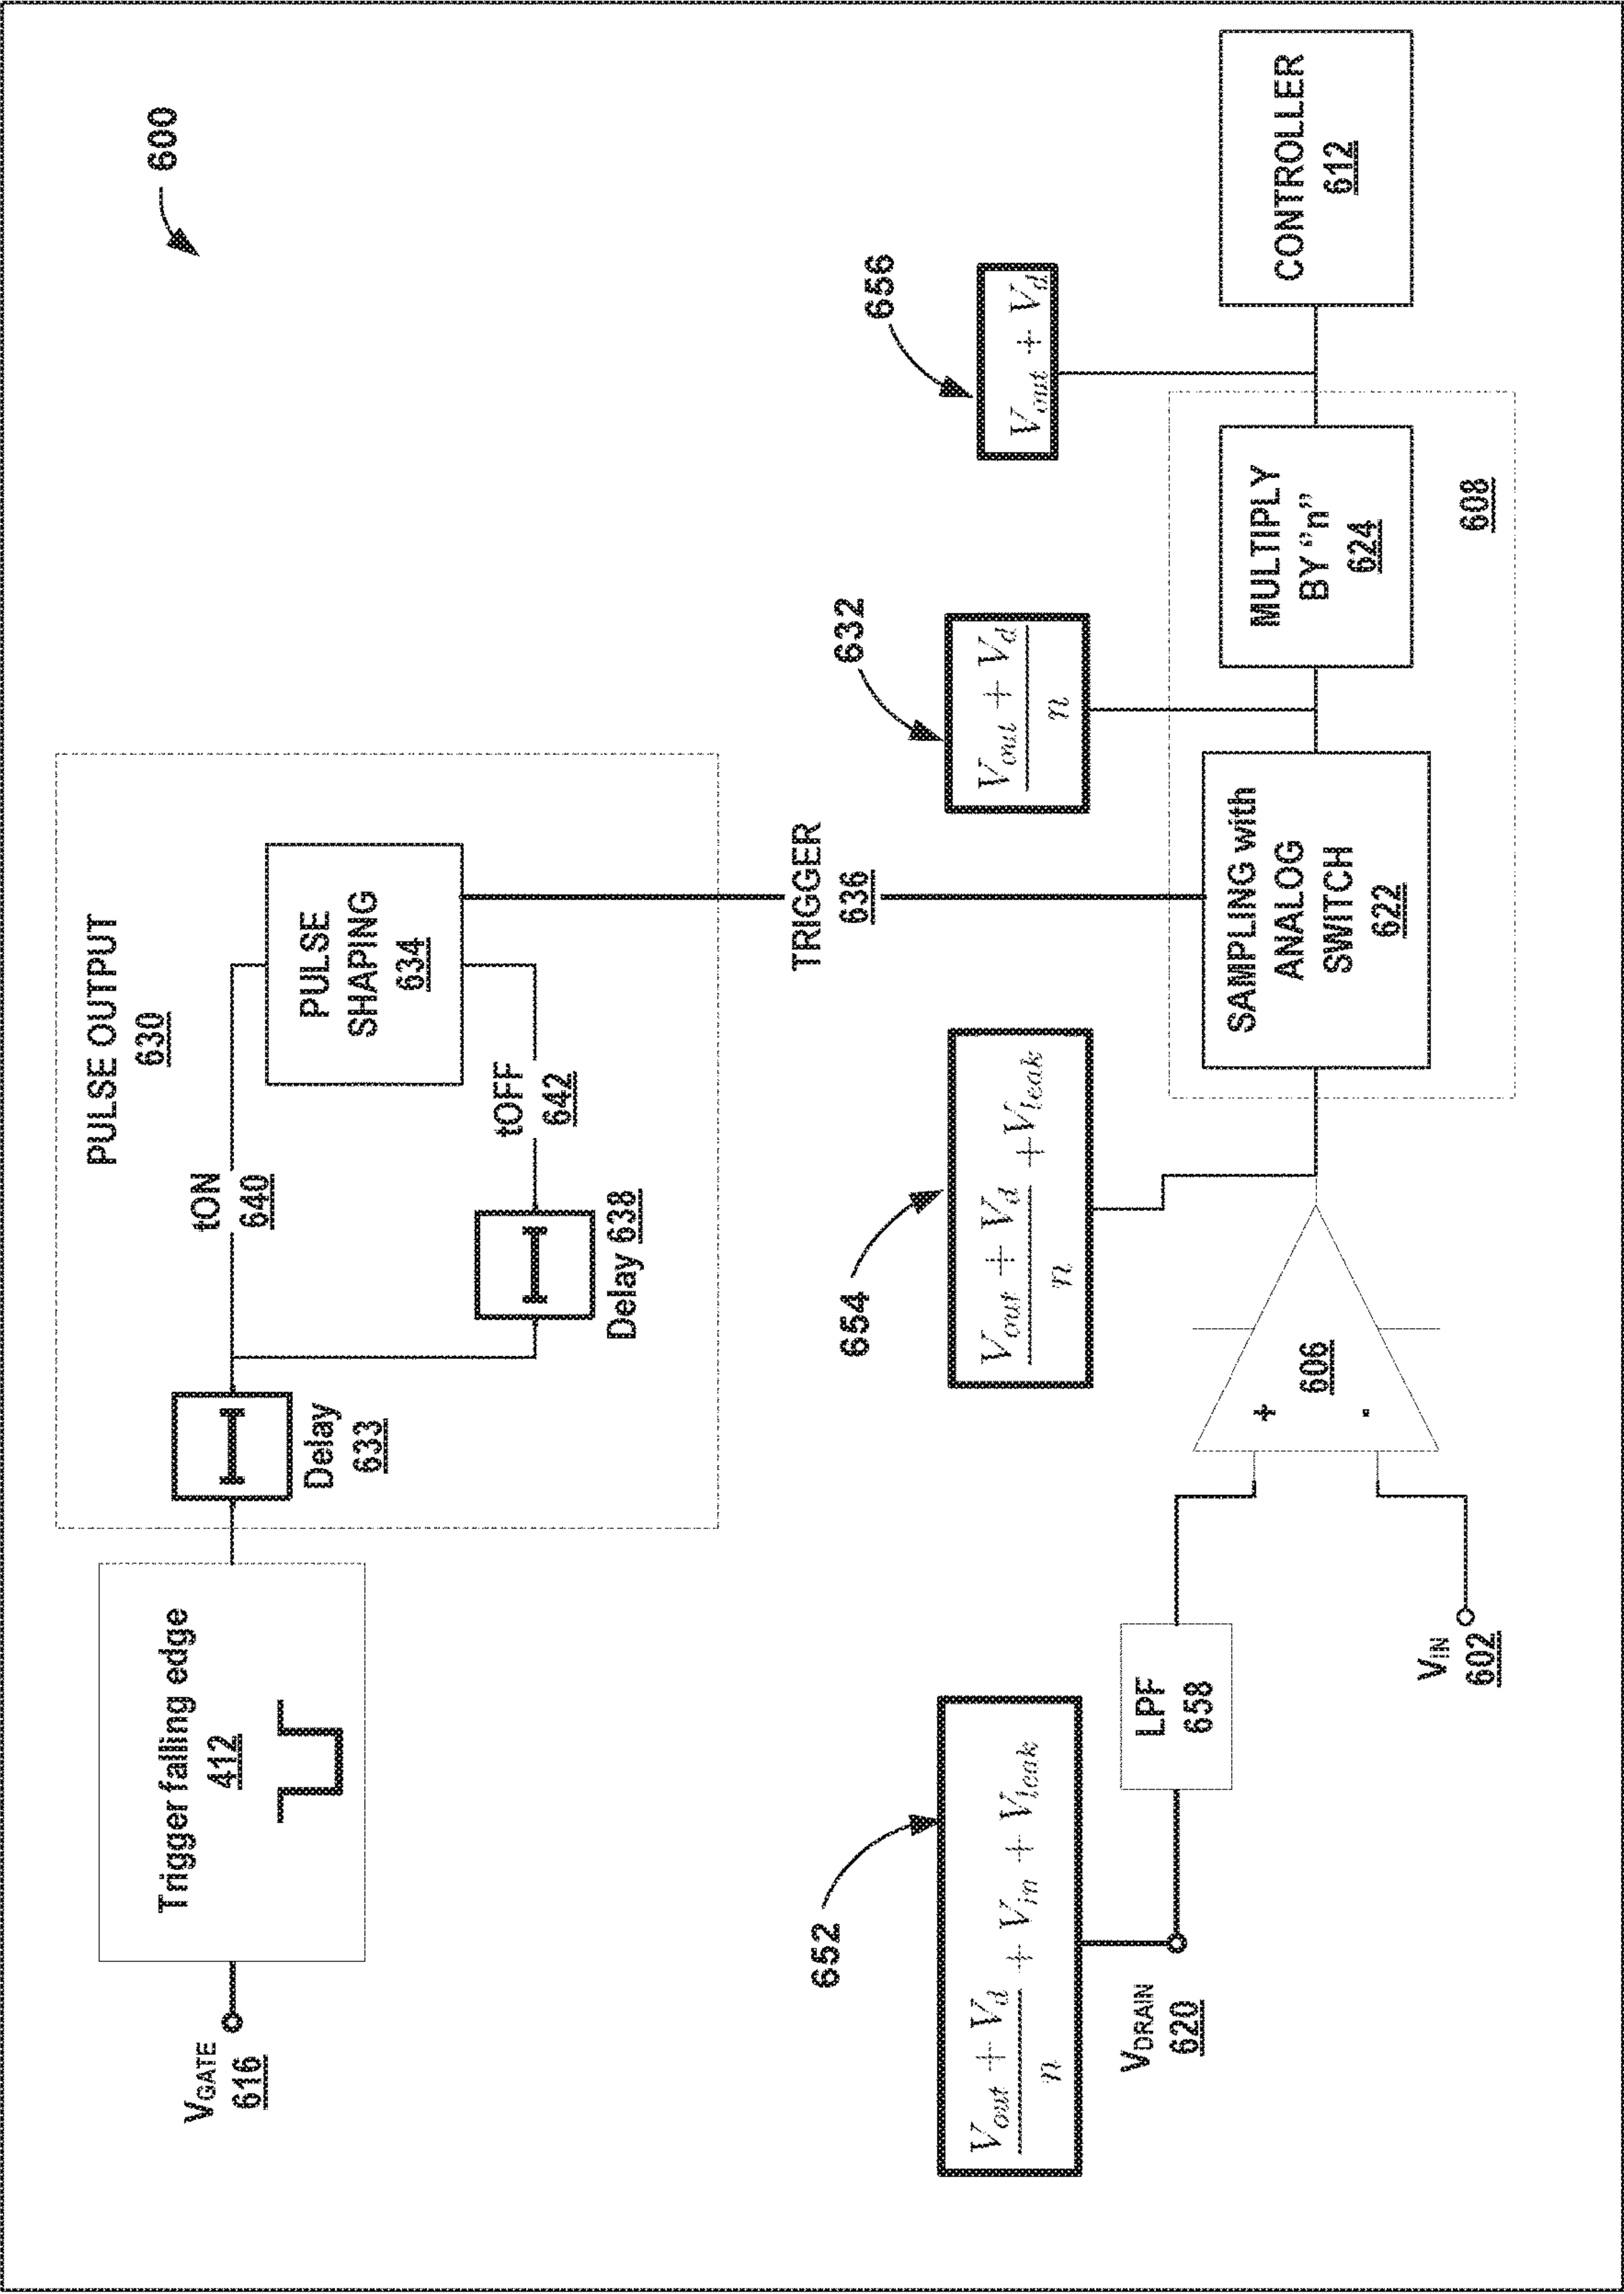 600
VGATE
616
Trigger falling edge
412
PULSE OUTPUT
630
Delay
633
tON
640
Delay 638
tOFF
642
PULSE
SHAPING
634
TRIGGER
636
652
Vout + Vd
n
+ Vin + Vleak
VDRAIN
620
LPF
658
VIN
602
+
-
606
654
Vout + Vd
n
+Vleak
SAMPLING with
ANALOG
SWITCH
622
632
Vout + Vd
n
MULTIPLY
BY "n"
624
608
656
Vout + Vd
CONTROLLER
612